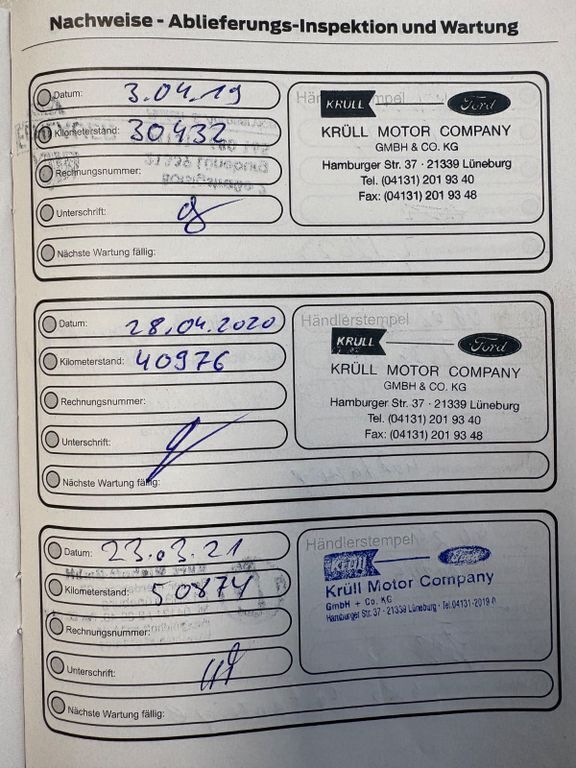 Nachweise - Ablieferungs-Inspektion und Wartung
Datum: 3.04.19
Kilometerstand: 30432
Rechnungsnummer:
Unterschrift:
Nächste Wartung fällig:
KRÜLL Ford
KRÜLL MOTOR COMPANY
GMBH & CO. KG
Hamburger Str. 37 · 21339 Lüneburg
Tel. (04131) 201 93 40
Fax: (04131) 201 93 48
Datum: 28.04.2020
Kilometerstand: 40976
Rechnungsnummer:
Unterschrift:
Nächste Wartung fällig:
Händlerstempel
KRÜLL Ford
KRÜLL MOTOR COMPANY
GMBH & CO. KG
Hamburger Str. 37 · 21339 Lüneburg
Tel. (04131) 201 93 40
Fax: (04131) 201 93 48
Datum: 23.03.21
Kilometerstand: 50874
Rechnungsnummer:
Unterschrift:
Nächste Wartung fällig:
Händlerstempel
Krüll Ford
Krüll Motor Company
GmbH + Co. KG
Hamburger Str. 37 · 21339 Lüneburg · Tel.04131-2019